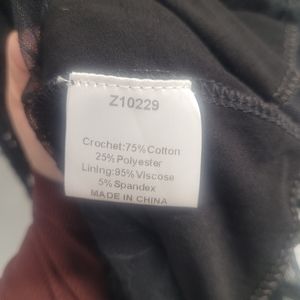 Z10229
Crochet:75%Cotton
25%Polyester
Lining:95%Viscose
5%Spandex
MADE IN CHINA